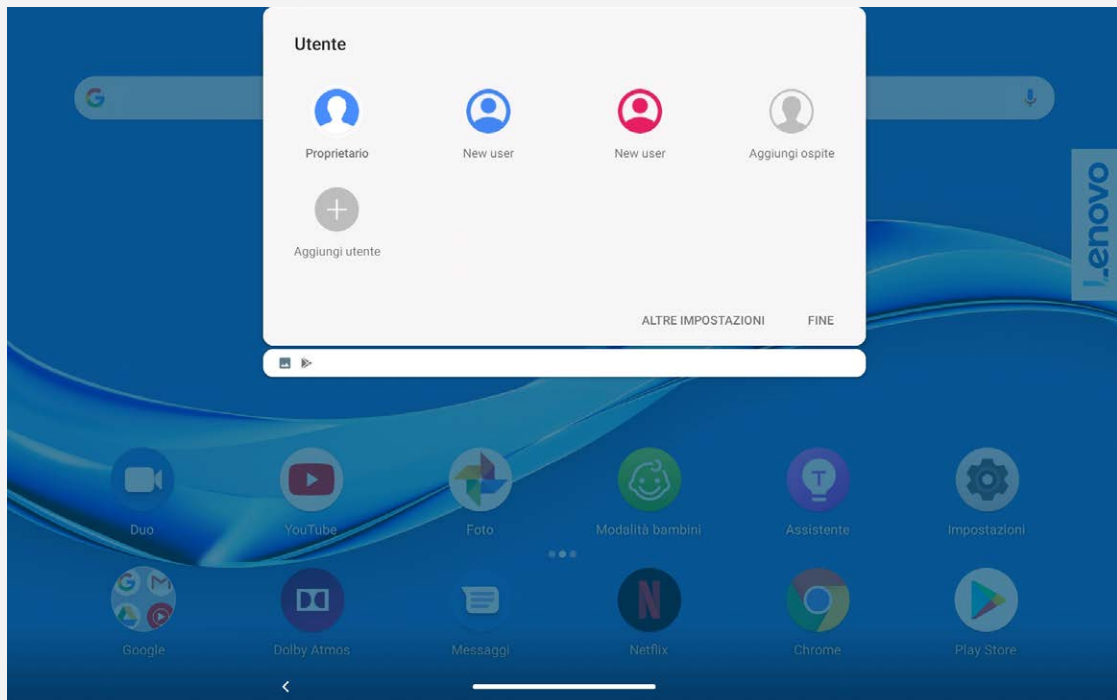 Utente
Proprietario
New user
New user
Aggiungi ospite
Aggiungi utente
ALTRE IMPOSTAZIONI FINE
Lenovo
Duo
YouTube
Foto
Modalità bambini
Assistente
Impostazioni
Google
Dolby Atmos
Messaggi
Netflix
Chrome
Play Store